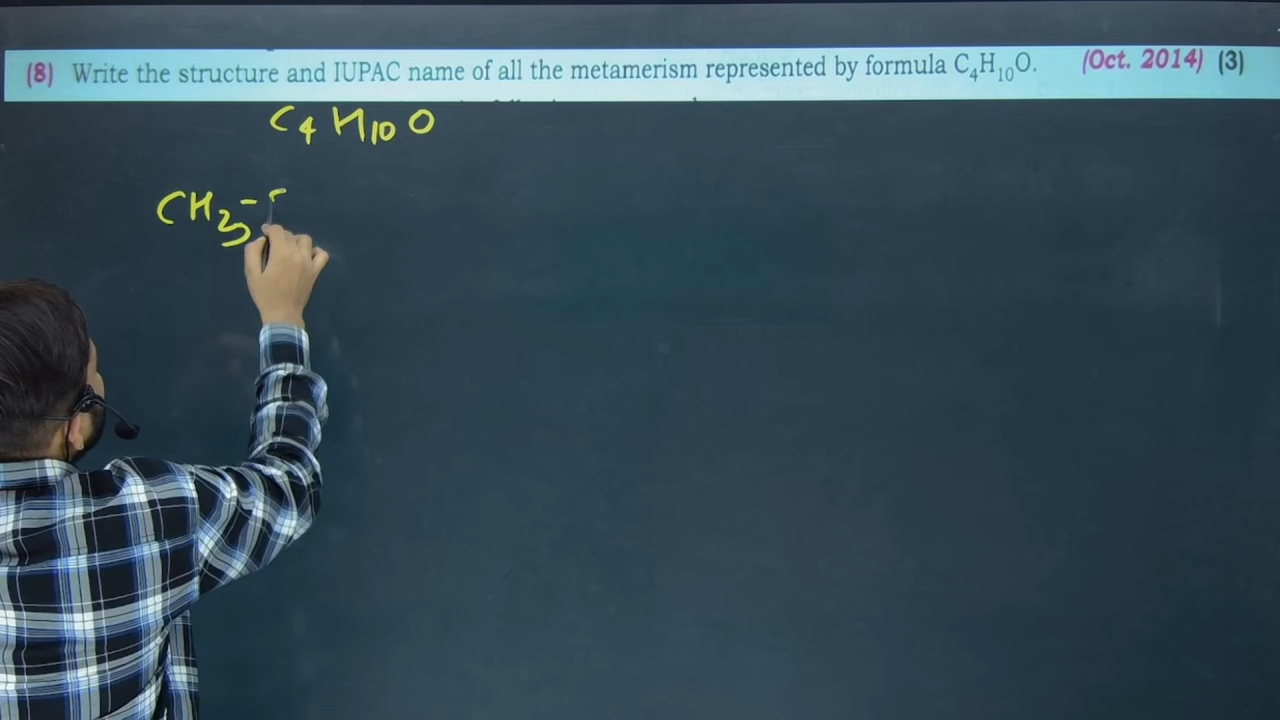 (8) Write the structure and IUPAC name of all the metamerism represented by formula C₄H₁₀O. (Oct. 2014) (3)
C₄H₁₀O
CH₃-